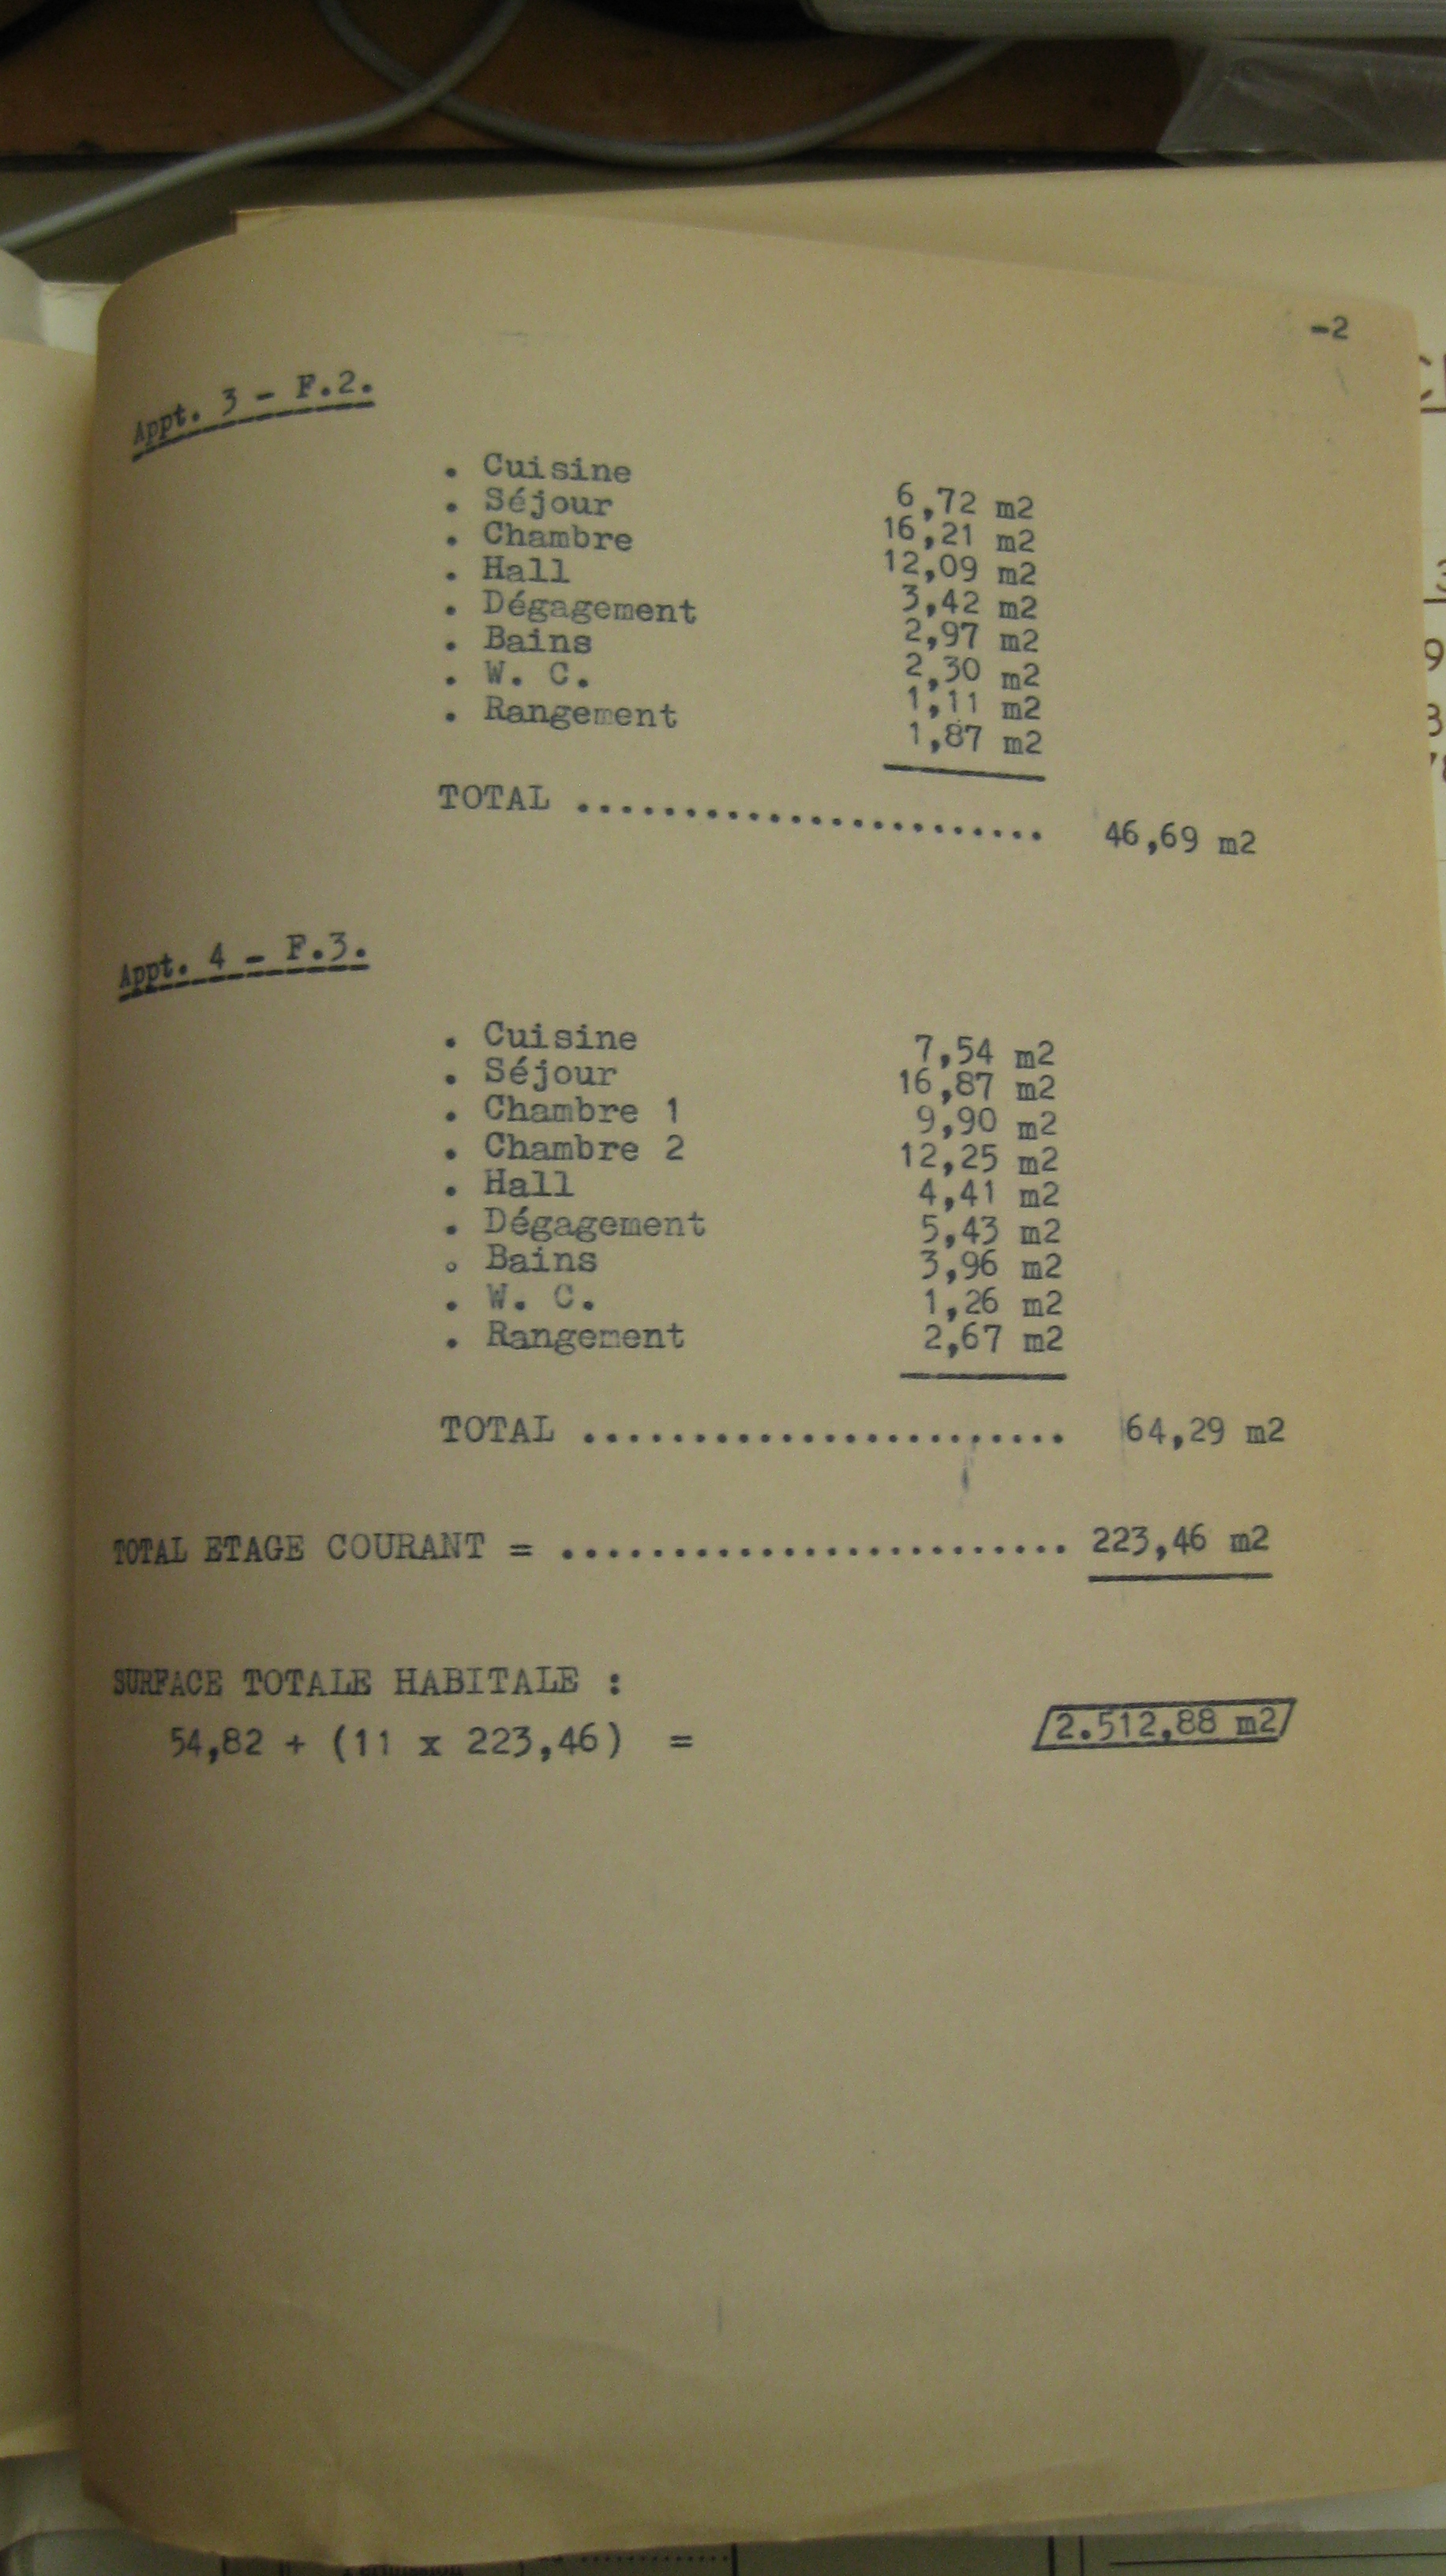 -2
Appt. 3 - F.2.
. Cuisine 6,72 m2
. Séjour 16,21 m2
. Chambre 12,09 m2
. Hall 3,42 m2
. Dégagement 2,97 m2
. Bains 2,30 m2
. W. C. 1,11 m2
. Rangement 1,87 m2
TOTAL .......................... 46,69 m2
Appt. 4 - F.3.
. Cuisine 7,54 m2
. Séjour 16,87 m2
. Chambre 1 9,90 m2
. Chambre 2 12,25 m2
. Hall 4,41 m2
. Dégagement 5,43 m2
. Bains 3,96 m2
. W. C. 1,26 m2
. Rangement 2,67 m2
TOTAL ........................... 64,29 m2
TOTAL ETAGE COURANT = ............................ 223,46 m2
SURFACE TOTALE HABITALE :
54,82 + (11 x 223,46) = 2.512,88 m2